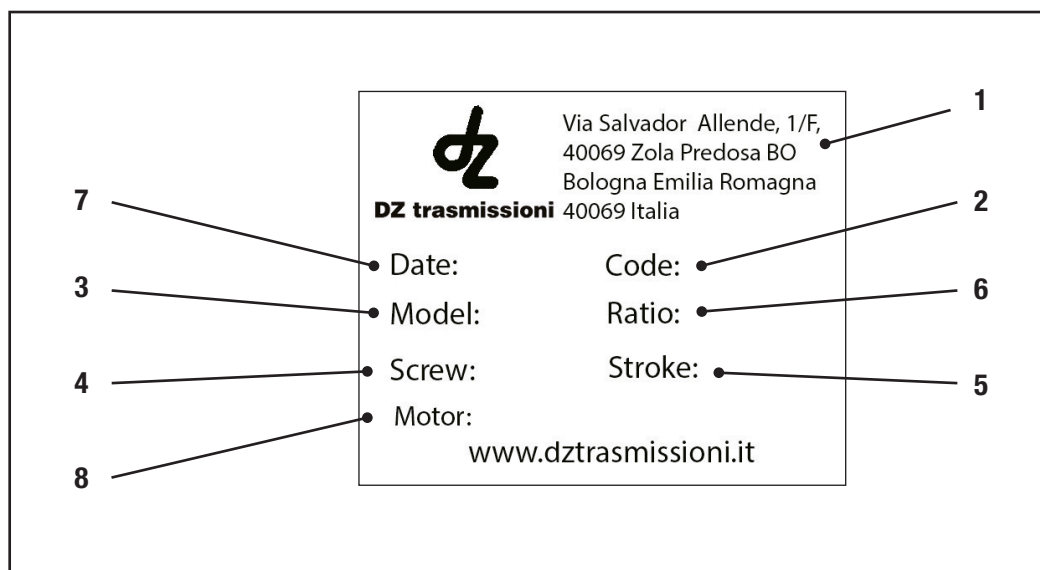 1
Via Salvador Allende, 1/F,
40069 Zola Predosa BO
Bologna Emilia Romagna
40069 Italia
dz
DZ trasmissioni
7
2
Date:
Code:
3
6
Model:
Ratio:
4
5
Screw:
Stroke:
8
Motor:
www.dztrasmissioni.it